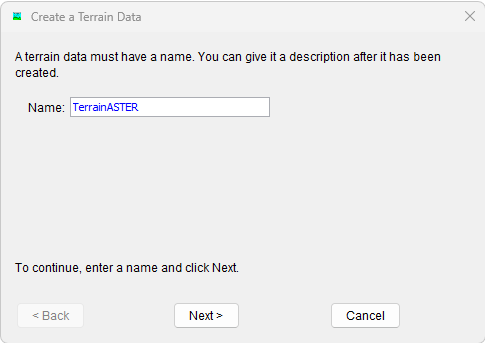 Create a Terrain Data
A terrain data must have a name. You can give it a description after it has been
created.
Name: TerrainASTER
To continue, enter a name and click Next.
< Back Next > Cancel